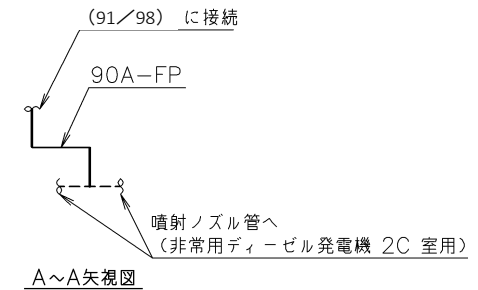 （91／98） に接続
90A−FP
噴射ノズル管へ
（非常用ディーゼル発電機 2C 室用）
A～A矢視図